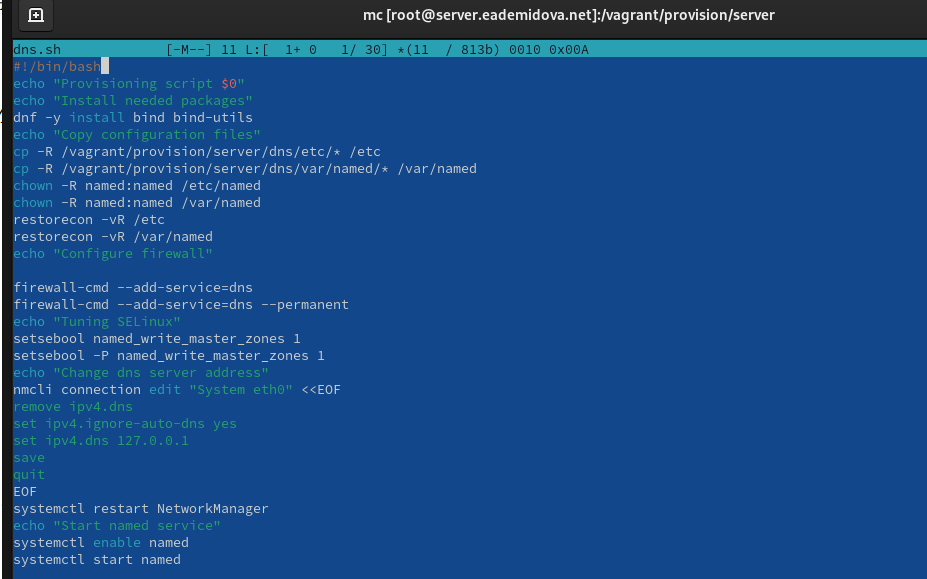 mc [root@server.eademidova.net]:/vagrant/provision/server
dns.sh [-M--] 11 L:[ 1+ 0 1/ 30] *(11 / 813b) 0010 0x00A
#!/bin/bash
echo "Provisioning script $0"
echo "Install needed packages"
dnf -y install bind bind-utils
echo "Copy configuration files"
cp -R /vagrant/provision/server/dns/etc/* /etc
cp -R /vagrant/provision/server/dns/var/named/* /var/named
chown -R named:named /etc/named
chown -R named:named /var/named
restorecon -vR /etc
restorecon -vR /var/named
echo "Configure firewall"
firewall-cmd --add-service=dns
firewall-cmd --add-service=dns --permanent
echo "Tuning SELinux"
setsebool named_write_master_zones 1
setsebool -P named_write_master_zones 1
echo "Change dns server address"
nmcli connection edit "System eth0" <<EOF
remove ipv4.dns
set ipv4.ignore-auto-dns yes
set ipv4.dns 127.0.0.1
save
quit
EOF
systemctl restart NetworkManager
echo "Start named service"
systemctl enable named
systemctl start named